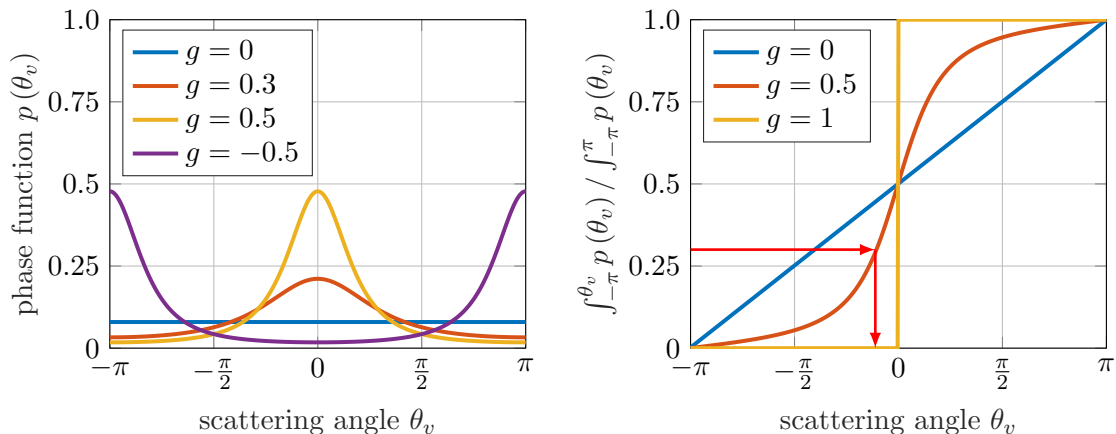 phase function p (θ_v)
1.0
0.75
0.5
0.25
0
g = 0
g = 0.3
g = 0.5
g = −0.5
−π
−π/2
0
π/2
π
scattering angle θ_v
∫_{−π}^{θ_v} p (θ_v) / ∫_{−π}^{π} p (θ_v)
1.0
0.75
0.5
0.25
0
g = 0
g = 0.5
g = 1
−π
−π/2
0
π/2
π
scattering angle θ_v